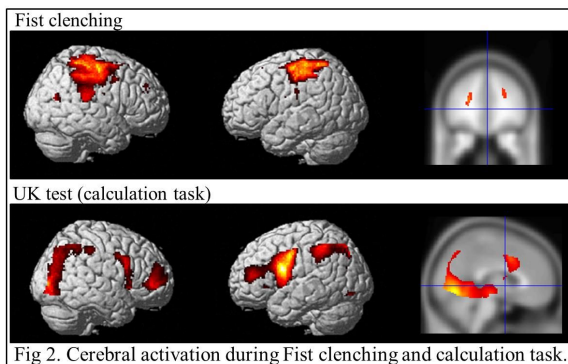 Fist clenching
UK test (calculation task)
Fig 2. Cerebral activation during Fist clenching and calculation task.